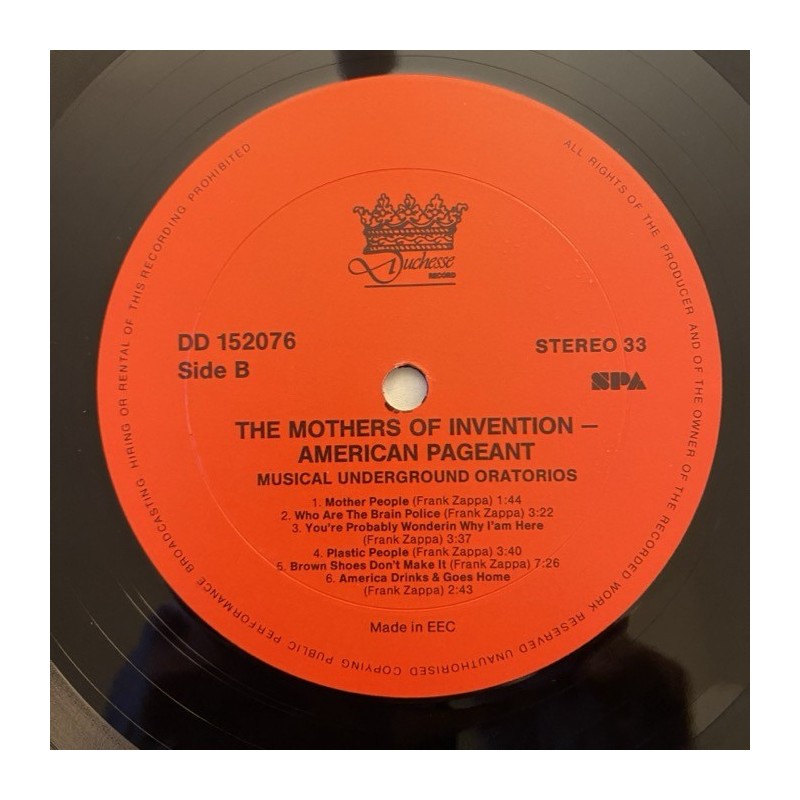 ALL RIGHTS OF THE PRODUCER AND OF THE OWNER OF THE RECORDED WORK RESERVED UNAUTHORISED COPYING PUBLIC PERFORMANCE BROADCASTING HIRING OR RENTAL OF THIS RECORDING PROHIBITED
Duchesse
RECORD
DD 152076
Side B
STEREO 33
SPA
THE MOTHERS OF INVENTION –
AMERICAN PAGEANT
MUSICAL UNDERGROUND ORATORIOS
1. Mother People (Frank Zappa) 1:44
2. Who Are The Brain Police (Frank Zappa) 3:22
3. You're Probably Wonderin Why I'am Here
(Frank Zappa) 3:37
4. Plastic People (Frank Zappa) 3:40
5. Brown Shoes Don't Make It (Frank Zappa) 7:26
6. America Drinks & Goes Home
(Frank Zappa) 2:43
Made in EEC